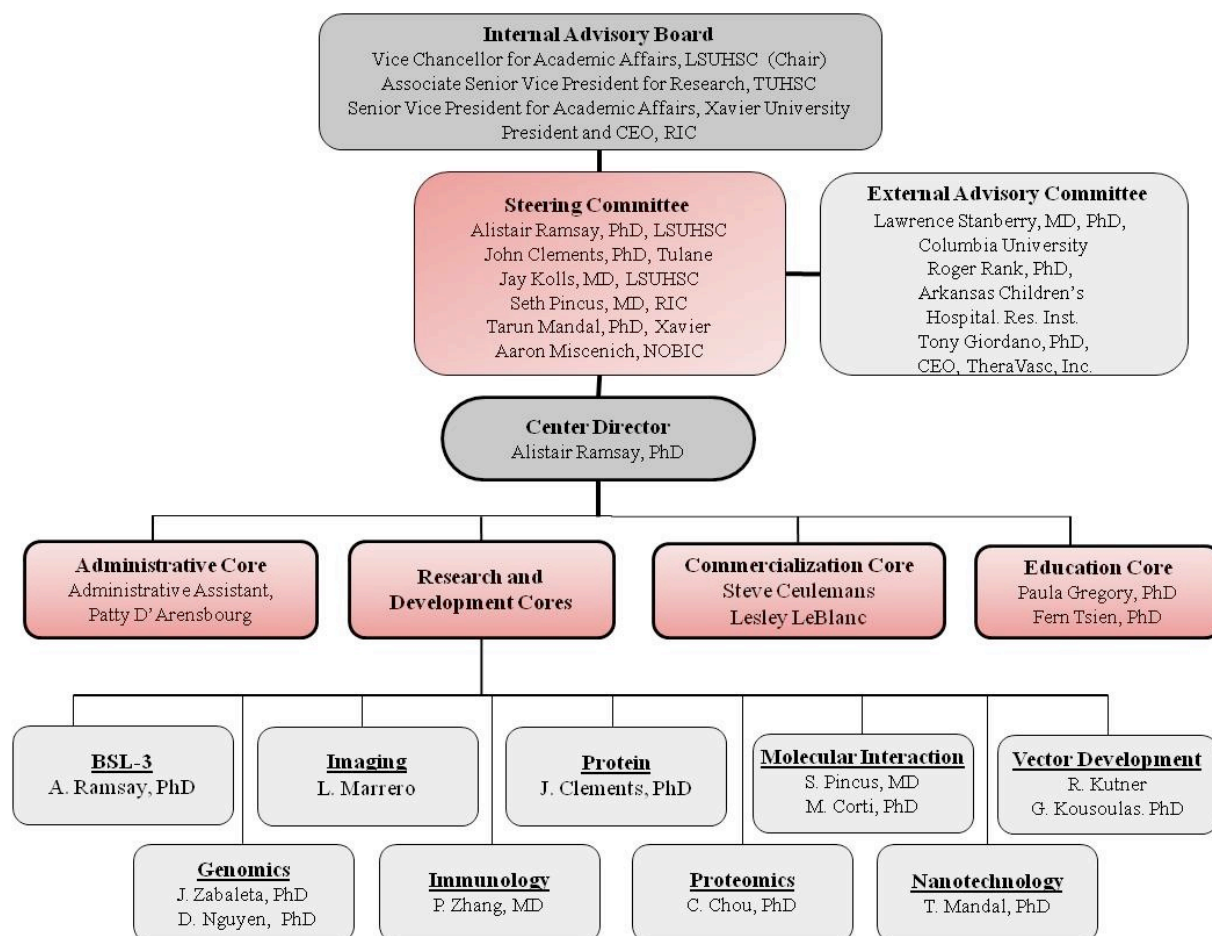 Internal Advisory Board
Vice Chancellor for Academic Affairs, LSUHSC (Chair)
Associate Senior Vice President for Research, TUHSC
Senior Vice President for Academic Affairs, Xavier University
President and CEO, RIC
Steering Committee
Alistair Ramsay, PhD, LSUHSC
John Clements, PhD, Tulane
Jay Kolls, MD, LSUHSC
Seth Pincus, MD, RIC
Tarun Mandal, PhD, Xavier
Aaron Miscenich, NOBIC
External Advisory Committee
Lawrence Stanberry, MD, PhD,
Columbia University
Roger Rank, PhD,
Arkansas Children's
Hospital. Res. Inst.
Tony Giordano, PhD,
CEO, TheraVasc, Inc.
Center Director
Alistair Ramsay, PhD
Administrative Core
Administrative Assistant,
Patty D'Arensbourg
Research and
Development Cores
Commercialization Core
Steve Ceulemans
Lesley LeBlanc
Education Core
Paula Gregory, PhD
Fern Tsien, PhD
BSL-3
A. Ramsay, PhD
Imaging
L. Marrero
Protein
J. Clements, PhD
Molecular Interaction
S. Pincus, MD
M. Corti, PhD
Vector Development
R. Kutner
G. Kousoulas. PhD
Genomics
J. Zabaleta, PhD
D. Nguyen, PhD
Immunology
P. Zhang, MD
Proteomics
C. Chou, PhD
Nanotechnology
T. Mandal, PhD